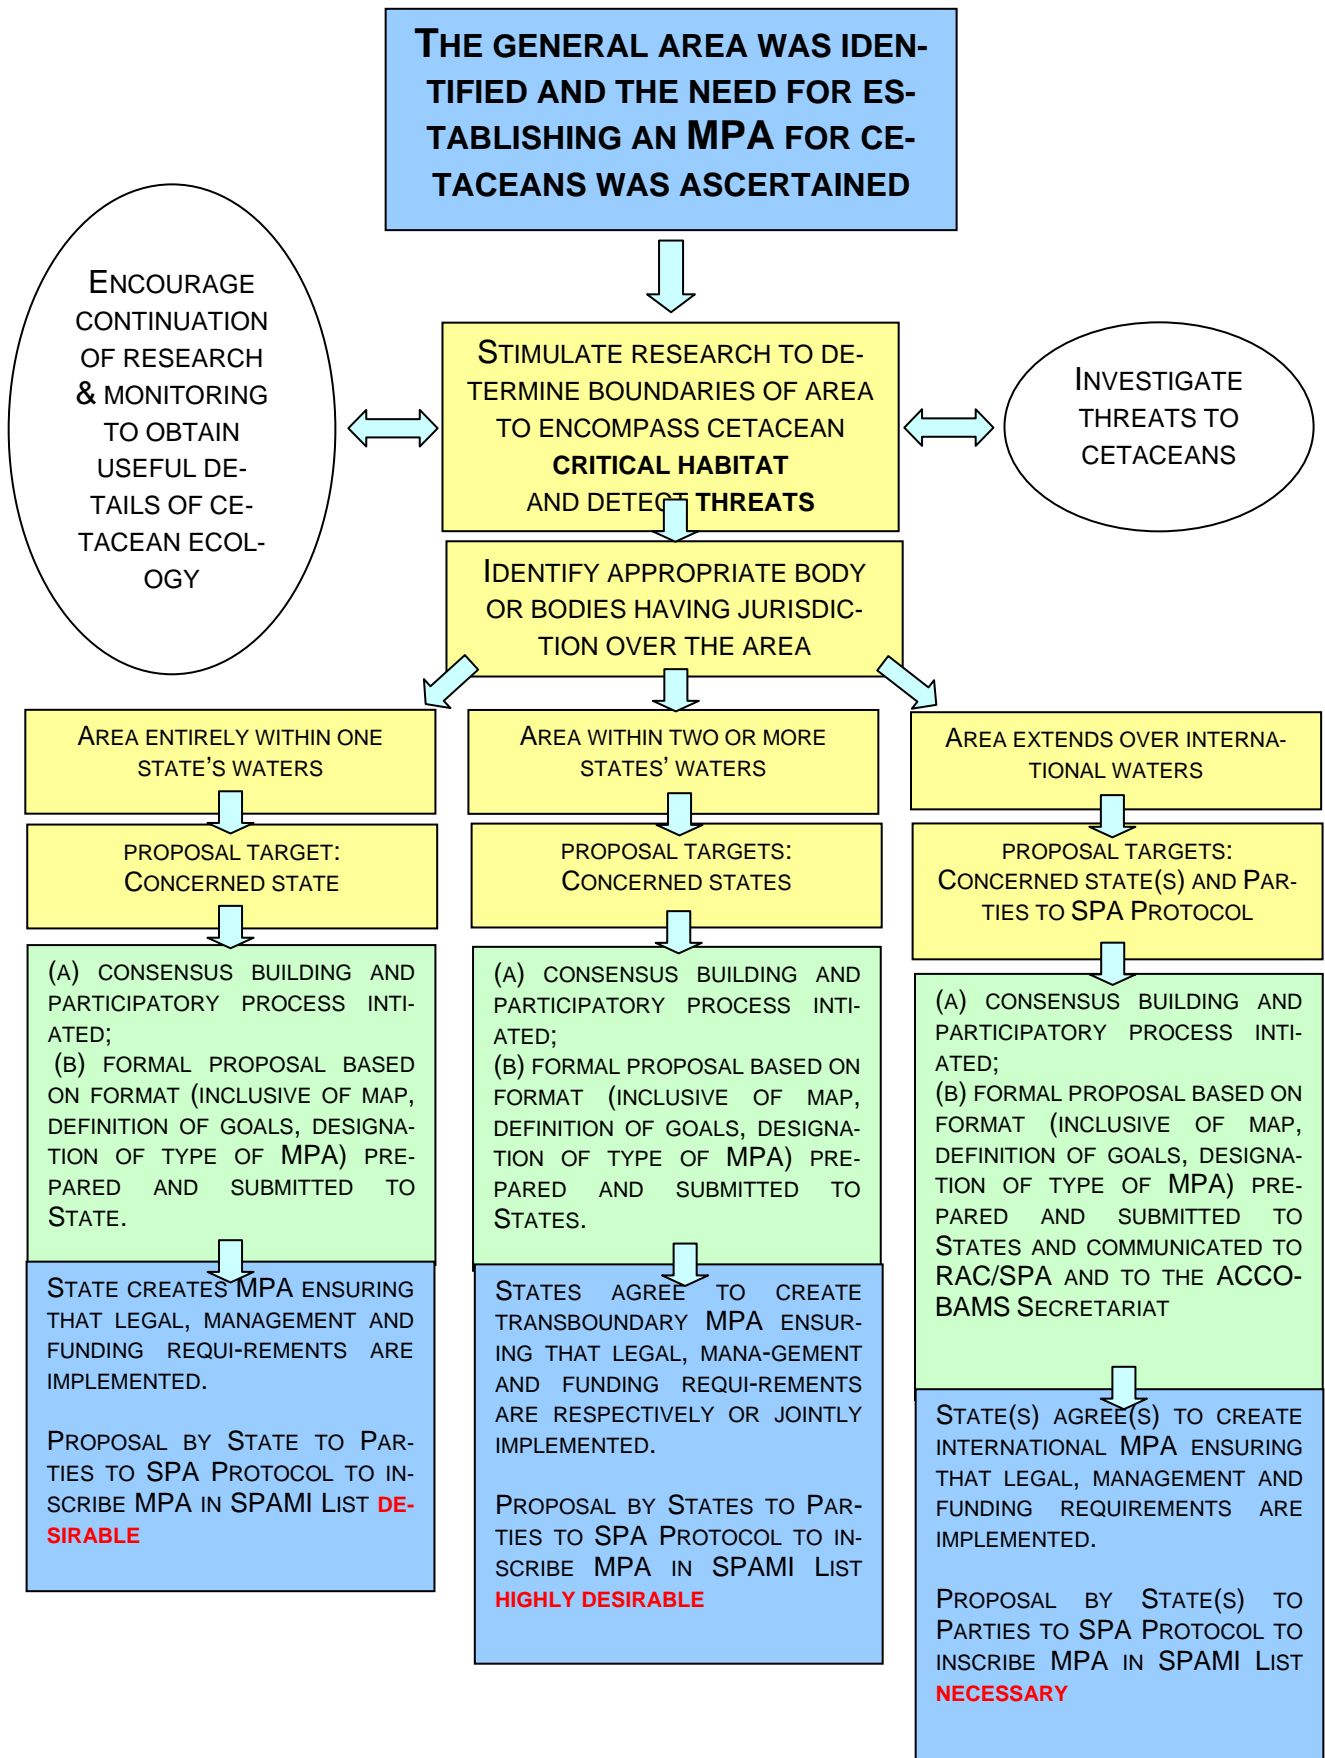 THE GENERAL AREA WAS IDEN-
TIFIED AND THE NEED FOR ES-
TABLISHING AN MPA FOR CE-
TACEANS WAS ASCERTAINED
ENCOURAGE
CONTINUATION
OF RESEARCH
& MONITORING
TO OBTAIN
USEFUL DE-
TAILS OF CE-
TACEAN ECOL-
OGY
STIMULATE RESEARCH TO DE-
TERMINE BOUNDARIES OF AREA
TO ENCOMPASS CETACEAN
CRITICAL HABITAT
AND DETECT THREATS
INVESTIGATE
THREATS TO
CETACEANS
IDENTIFY APPROPRIATE BODY
OR BODIES HAVING JURISDIC-
TION OVER THE AREA
AREA ENTIRELY WITHIN ONE
STATE'S WATERS
PROPOSAL TARGET:
CONCERNED STATE
(A) CONSENSUS BUILDING AND
PARTICIPATORY PROCESS INTI-
ATED;
(B) FORMAL PROPOSAL BASED
ON FORMAT (INCLUSIVE OF MAP,
DEFINITION OF GOALS, DESIGNA-
TION OF TYPE OF MPA) PRE-
PARED AND SUBMITTED TO
STATE.
STATE CREATES MPA ENSURING
THAT LEGAL, MANAGEMENT AND
FUNDING REQUI-REMENTS ARE
IMPLEMENTED.
PROPOSAL BY STATE TO PAR-
TIES TO SPA PROTOCOL TO IN-
SCRIBE MPA IN SPAMI LIST DE-
SIRABLE
AREA WITHIN TWO OR MORE
STATES' WATERS
PROPOSAL TARGETS:
CONCERNED STATES
(A) CONSENSUS BUILDING AND
PARTICIPATORY PROCESS INTI-
ATED;
(B) FORMAL PROPOSAL BASED ON
FORMAT (INCLUSIVE OF MAP,
DEFINITION OF GOALS, DESIGNA-
TION OF TYPE OF MPA) PRE-
PARED AND SUBMITTED TO
STATES.
STATES AGREE TO CREATE
TRANSBOUNDARY MPA ENSUR-
ING THAT LEGAL, MANA-GEMENT
AND FUNDING REQUI-REMENTS
ARE RESPECTIVELY OR JOINTLY
IMPLEMENTED.
PROPOSAL BY STATES TO PAR-
TIES TO SPA PROTOCOL TO IN-
SCRIBE MPA IN SPAMI LIST
HIGHLY DESIRABLE
AREA EXTENDS OVER INTERNA-
TIONAL WATERS
PROPOSAL TARGETS:
CONCERNED STATE(S) AND PAR-
TIES TO SPA PROTOCOL
(A) CONSENSUS BUILDING AND
PARTICIPATORY PROCESS INTI-
ATED;
(B) FORMAL PROPOSAL BASED ON
FORMAT (INCLUSIVE OF MAP,
DEFINITION OF GOALS, DESIGNA-
TION OF TYPE OF MPA) PRE-
PARED AND SUBMITTED TO
STATES AND COMMUNICATED TO
RAC/SPA AND TO THE ACCO-
BAMS SECRETARIAT
STATE(S) AGREE(S) TO CREATE
INTERNATIONAL MPA ENSURING
THAT LEGAL, MANAGEMENT AND
FUNDING REQUIREMENTS ARE
IMPLEMENTED.
PROPOSAL BY STATE(S) TO
PARTIES TO SPA PROTOCOL TO
INSCRIBE MPA IN SPAMI LIST
NECESSARY